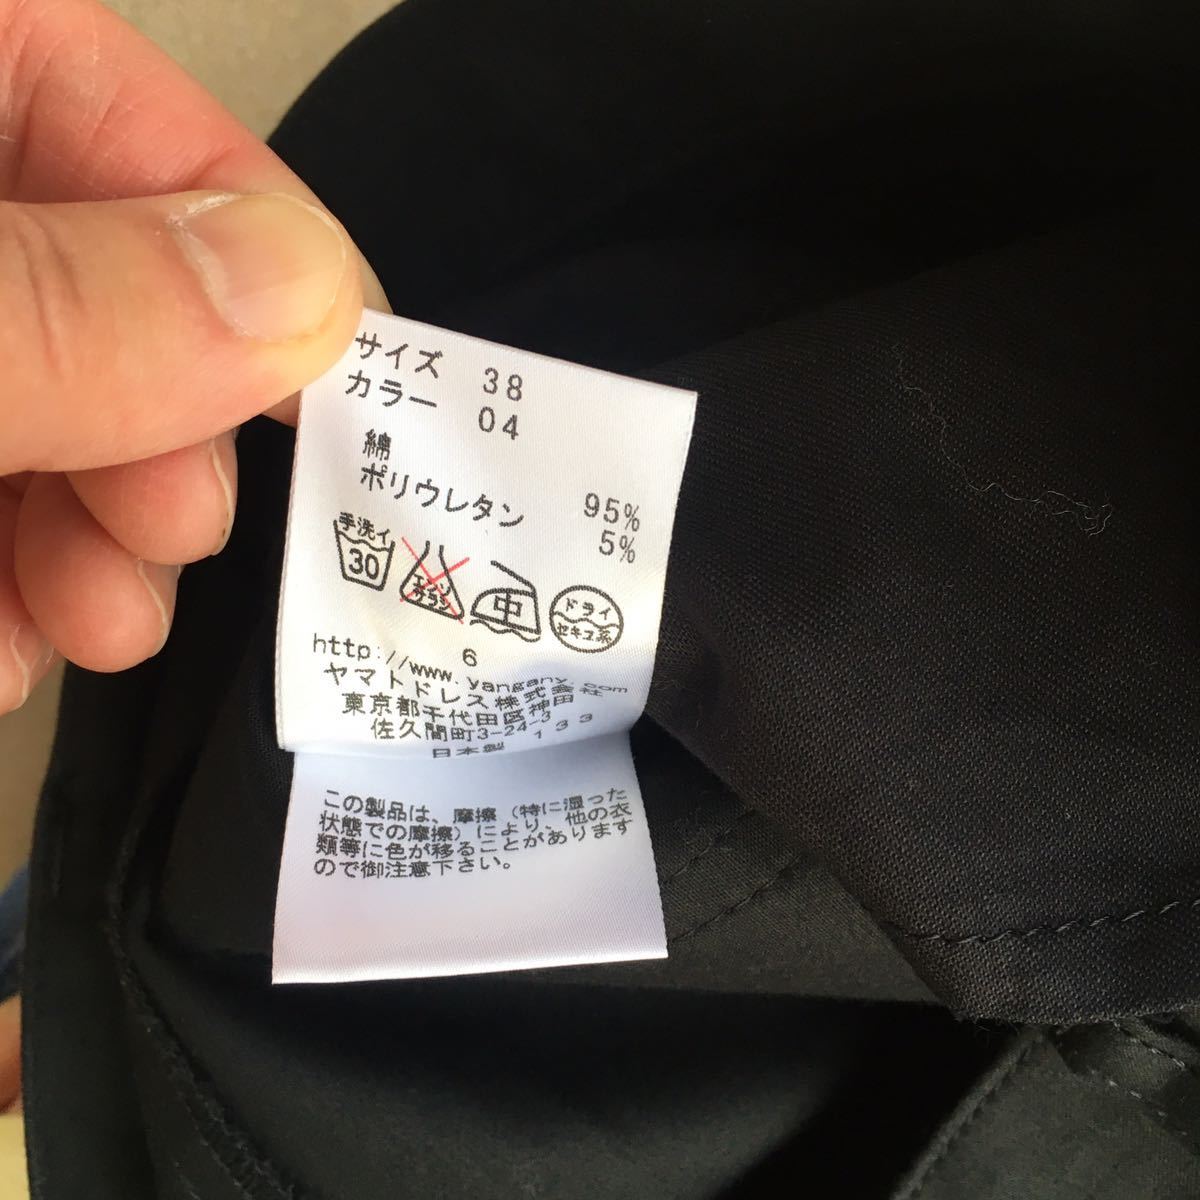 サイズ 38
カラー 04
綿 95%
ポリウレタン 5%
手洗イ
30
エンソ
サラシ
中
ドライ
セキユ系
6
http://www.yangany.com
ヤマトドレス株式会社
東京都千代田区神田
佐久間町3-24-3
日本製 133
この製品は、摩擦(特に湿った
状態での摩擦)により、他の衣
類等に色が移ることがあります
ので御注意下さい。